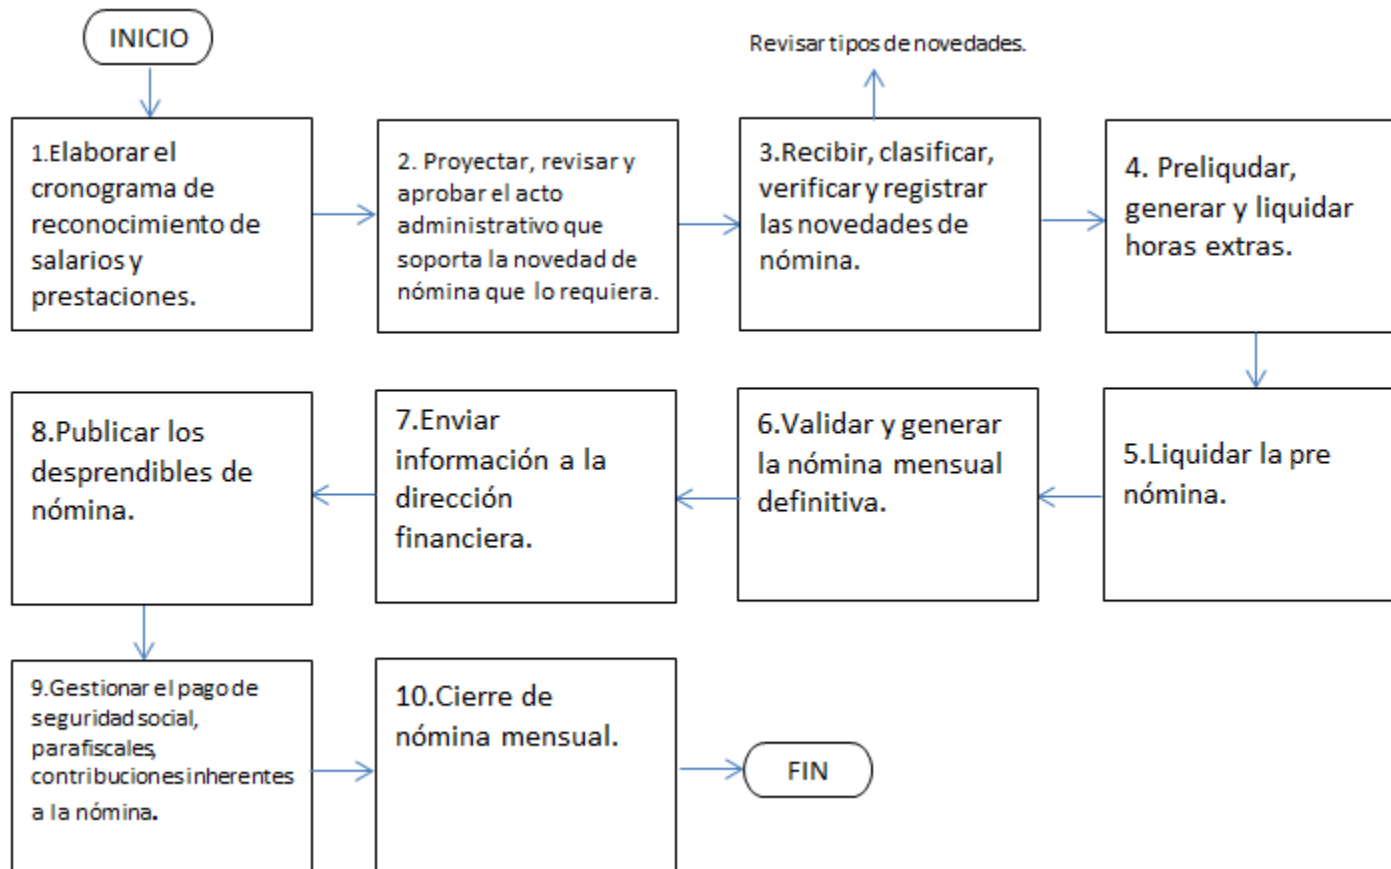 INICIO
Revisar tipos de novedades.
1.Elaborar el
cronograma de
reconocimiento de
salarios y
prestaciones.
2. Proyectar, revisar y
aprobar el acto
administrativo que
soporta la novedad de
nómina que lo requiera.
3.Recibir, clasificar,
verificar y registrar
las novedades de
nómina.
4. Preliqudar,
generar y liquidar
horas extras.
5.Liquidar la pre
nómina.
6.Validar y generar
la nómina mensual
definitiva.
7.Enviar
información a la
dirección
financiera.
8.Publicar los
desprendibles de
nómina.
9.Gestionar el pago de
seguridad social,
parafiscales,
contribuciones inherentes
a la nómina.
10.Cierre de
nómina mensual.
FIN